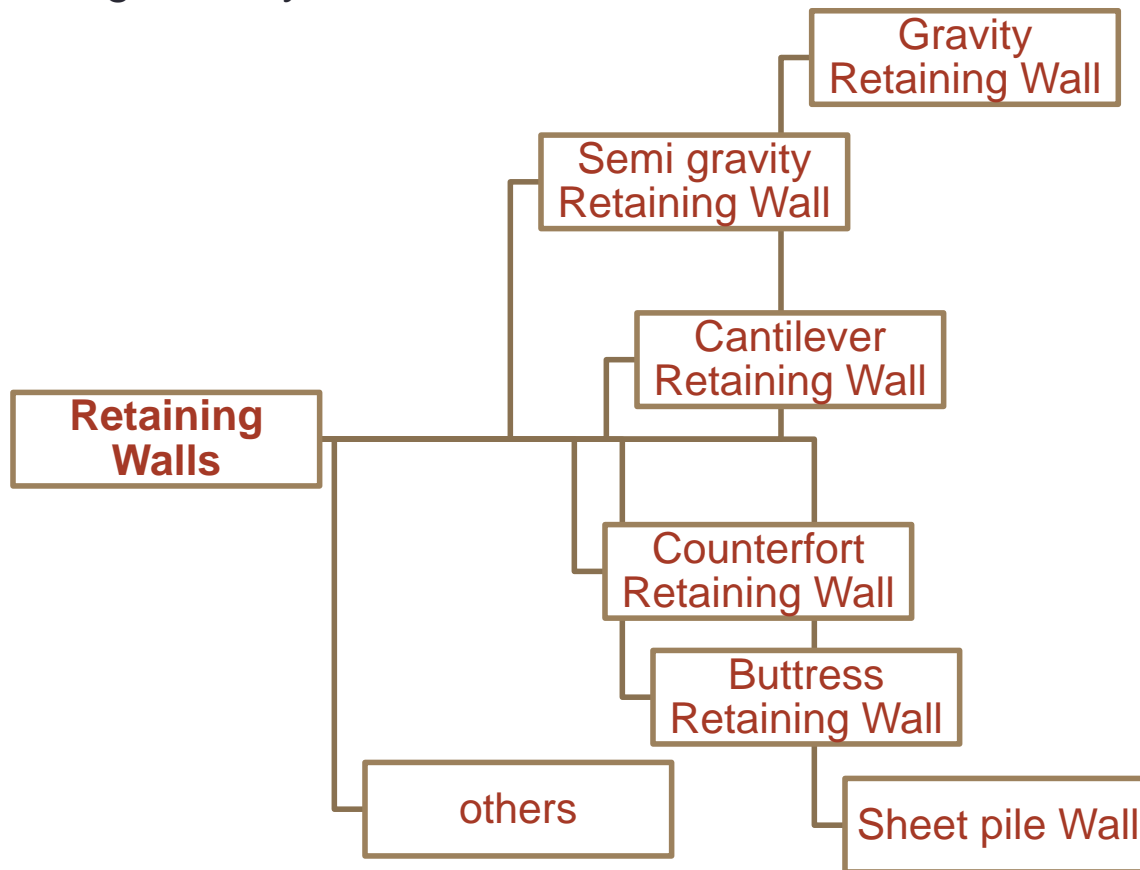 Gravity
Retaining Wall
Semi gravity
Retaining Wall
Cantilever
Retaining Wall
Retaining
Walls
Counterfort
Retaining Wall
Buttress
Retaining Wall
others
Sheet pile Wall